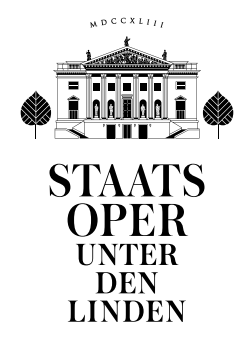 MDCCXLIII
STAATS
OPER
UNTER
DEN
LINDEN